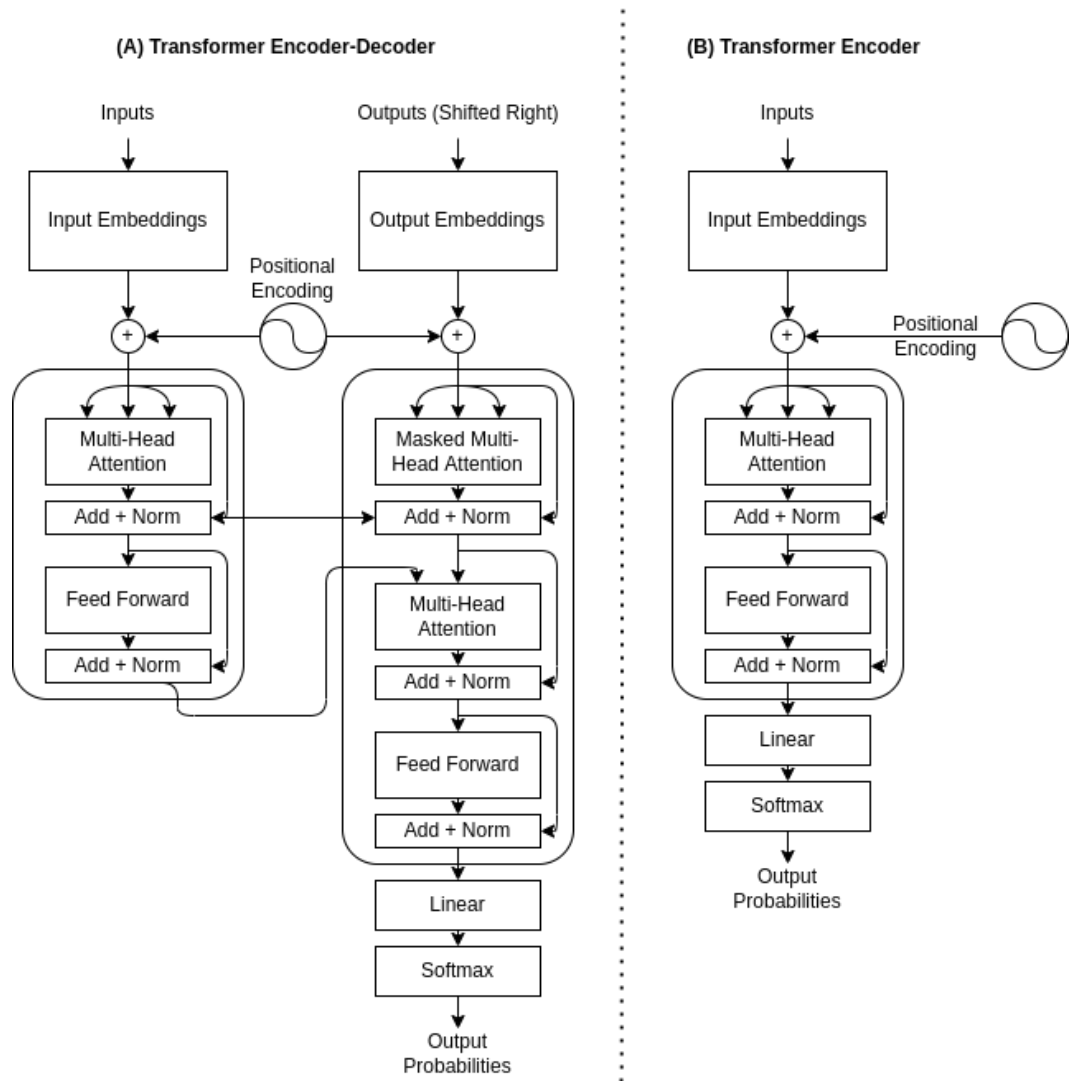 (A) Transformer Encoder-Decoder
Inputs
Outputs (Shifted Right)
Input Embeddings
Output Embeddings
Positional
Encoding
+
+
Multi-Head
Attention
Add + Norm
Feed Forward
Add + Norm
Masked Multi-
Head Attention
Add + Norm
Multi-Head
Attention
Add + Norm
Feed Forward
Add + Norm
Linear
Softmax
Output
Probabilities
(B) Transformer Encoder
Inputs
Input Embeddings
+
Positional
Encoding
Multi-Head
Attention
Add + Norm
Feed Forward
Add + Norm
Linear
Softmax
Output
Probabilities